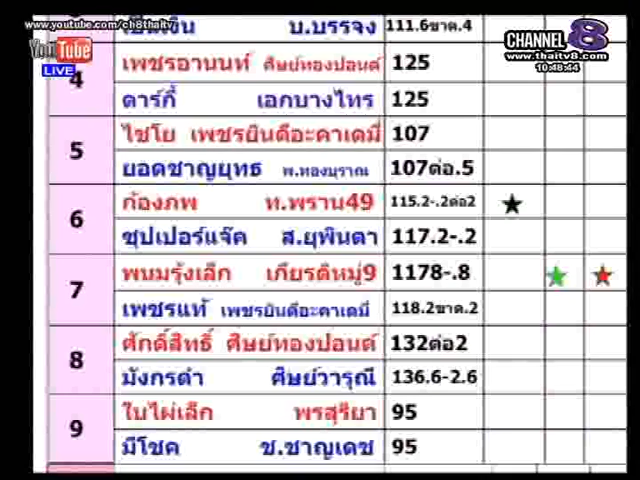 www.youtube.com/ch8thaitv
YouTube
LIVE
CHANNEL 8
www.thaitv8.com
10:48:44
เป็นเงิน บ.บรรจง 111.6ขาด.4
4 เพชรอานนท์ ศิษย์ทองปอนด์ 125
ดาร์กี้ เอกบางไทร 125
5 ไชโย เพชรยินดีอะคาเดมี่ 107
ยอดชาญยุทธ พ.ทองบุราณ 107ต่อ.5
6 ก้องภพ ท.พราน49 115.2-.2ต่อ2
ซุปเปอร์แจ๊ค ส.ยุพินดา 117.2-.2
7 พบมรุ้งเล็ก เกียรติหมู่9 1178-.8
เพชรแท้ เพชรยินดีอะคาเดมี่ 118.2ขาด.2
8 ศักดิ์สิทธิ์ ศิษย์ทองปอนด์ 132ต่อ2
มังกรดำ ศิษย์วารุณี 136.6-2.6
9 ใบไผ่เล็ก พรสุริยา 95
มีโชค ช.ชาญเดช 95